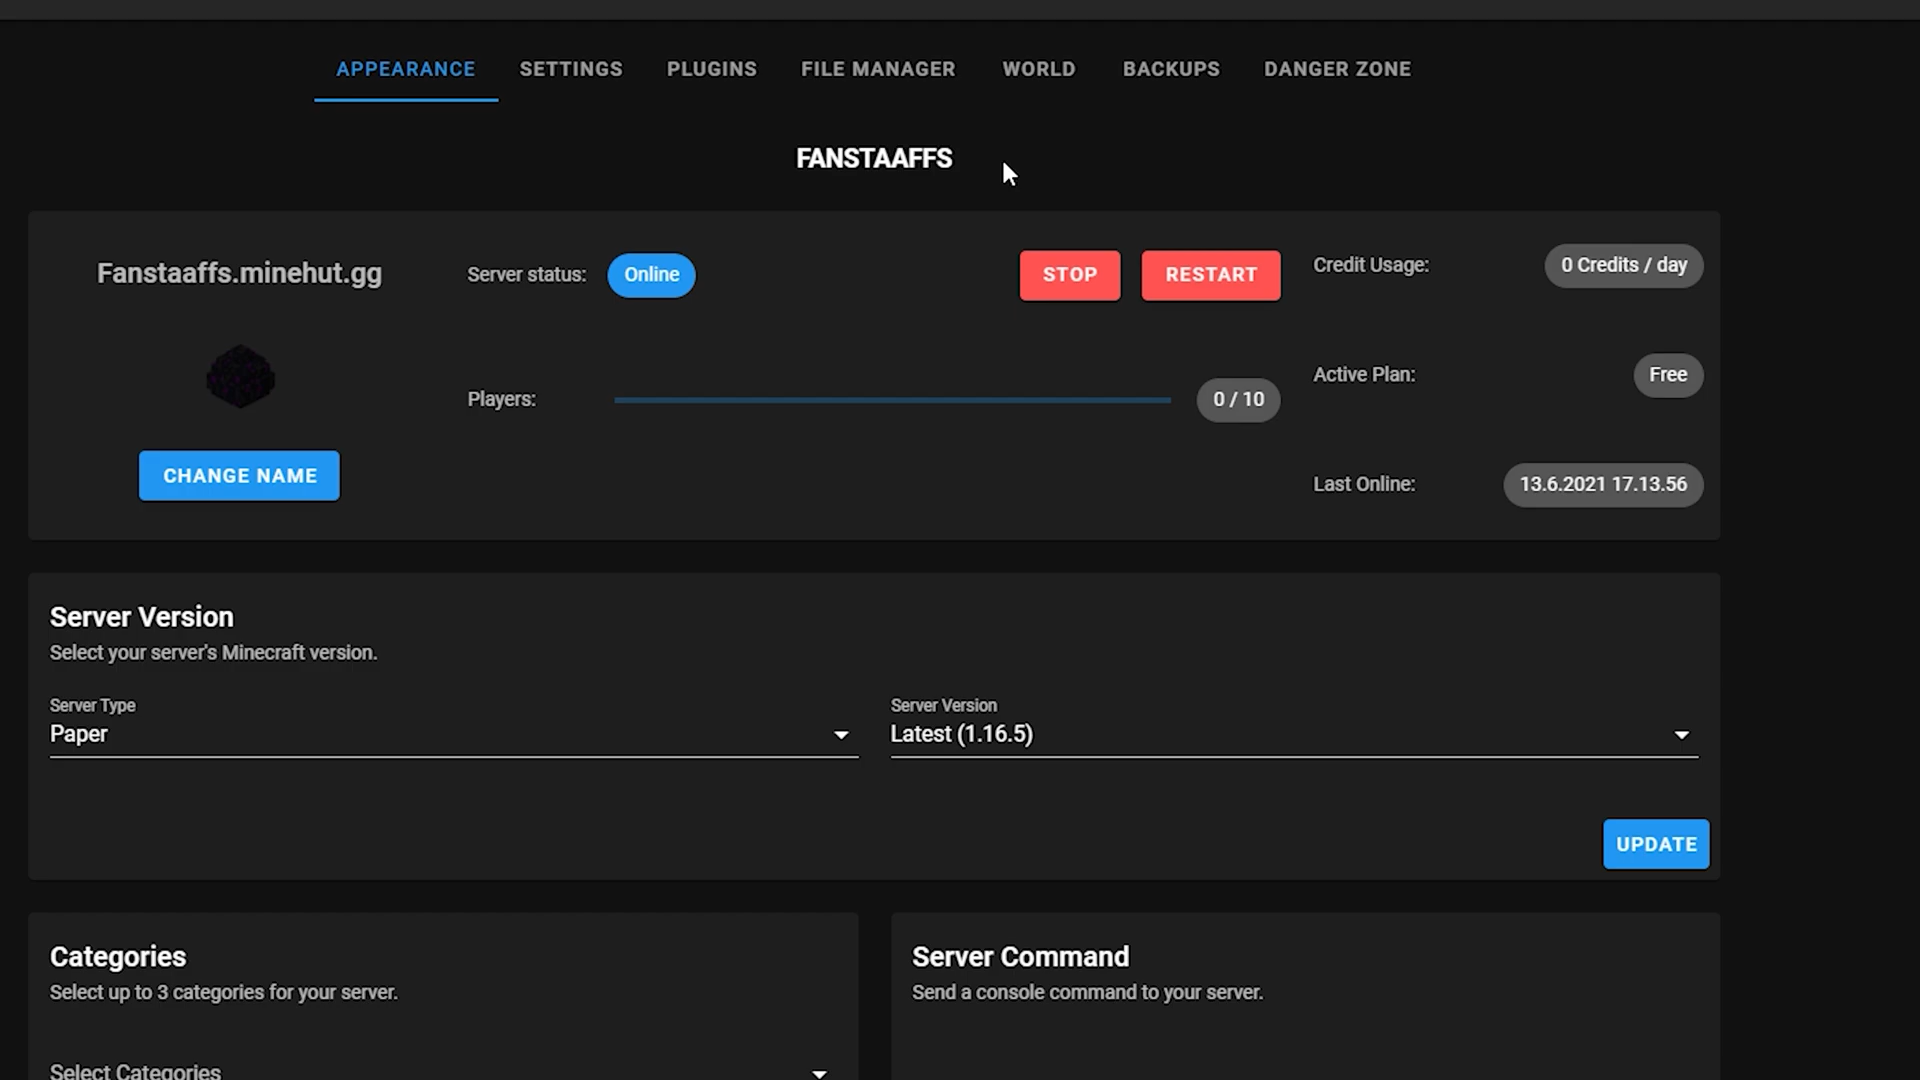 APPEARANCE SETTINGS PLUGINS FILE MANAGER WORLD BACKUPS DANGER ZONE
FANSTAAFFS
Fanstaaffs.minehut.gg
CHANGE NAME
Server status: Online
STOP RESTART
Players: 0 / 10
Credit Usage: 0 Credits / day
Active Plan: Free
Last Online: 13.6.2021 17.13.56
Server Version
Select your server's Minecraft version.
Server Type
Paper
Server Version
Latest (1.16.5)
UPDATE
Categories
Select up to 3 categories for your server.
Select Categories
Server Command
Send a console command to your server.